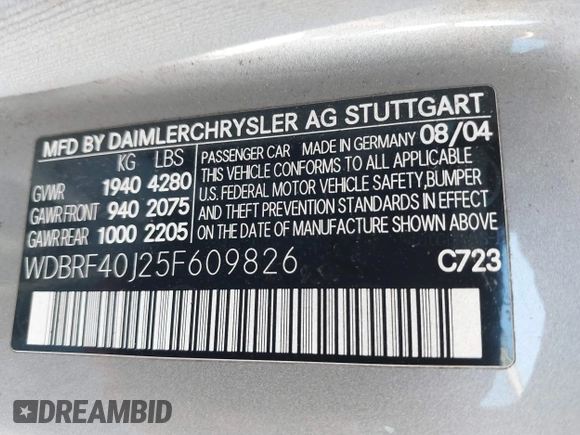 MFD BY DAIMLERCHRYSLER AG STUTTGART
KG LBS
GVWR 1940 4280
GAWR FRONT 940 2075
GAWR REAR 1000 2205
PASSENGER CAR MADE IN GERMANY 08/04
THIS VEHICLE CONFORMS TO ALL APPLICABLE
U.S. FEDERAL MOTOR VEHICLE SAFETY,BUMPER
AND THEFT PREVENTION STANDARDS IN EFFECT
ON THE DATE OF MANUFACTURE SHOWN ABOVE
WDBRF40J25F609826 C723
DREAMBID